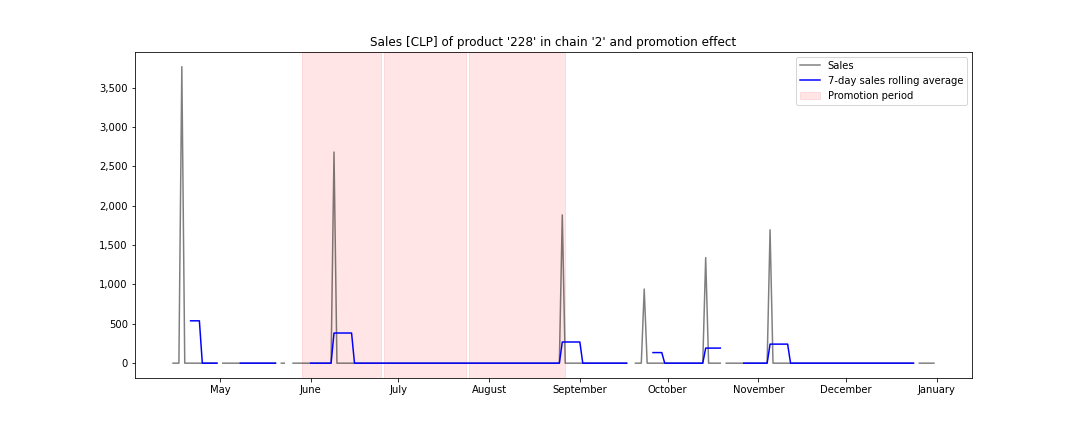 Sales [CLP] of product '228' in chain '2' and promotion effect
Sales
7-day sales rolling average
Promotion period
3,500
3,000
2,500
2,000
1,500
1,000
500
0
May June July August September October November December January